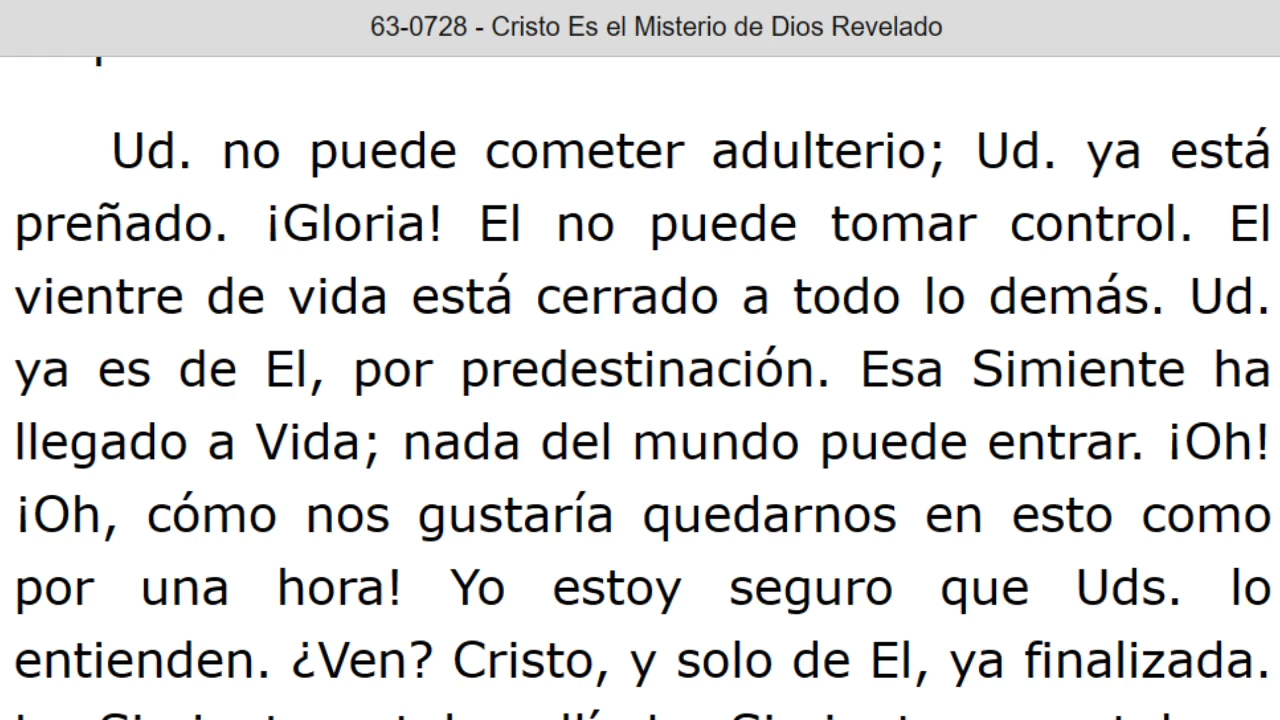 63-0728 - Cristo Es el Misterio de Dios Revelado
Ud. no puede cometer adulterio; Ud. ya está
preñado. ¡Gloria! El no puede tomar control. El
vientre de vida está cerrado a todo lo demás. Ud.
ya es de El, por predestinación. Esa Simiente ha
llegado a Vida; nada del mundo puede entrar. ¡Oh!
¡Oh, cómo nos gustaría quedarnos en esto como
por una hora! Yo estoy seguro que Uds. lo
entienden. ¿Ven? Cristo, y solo de El, ya finalizada.